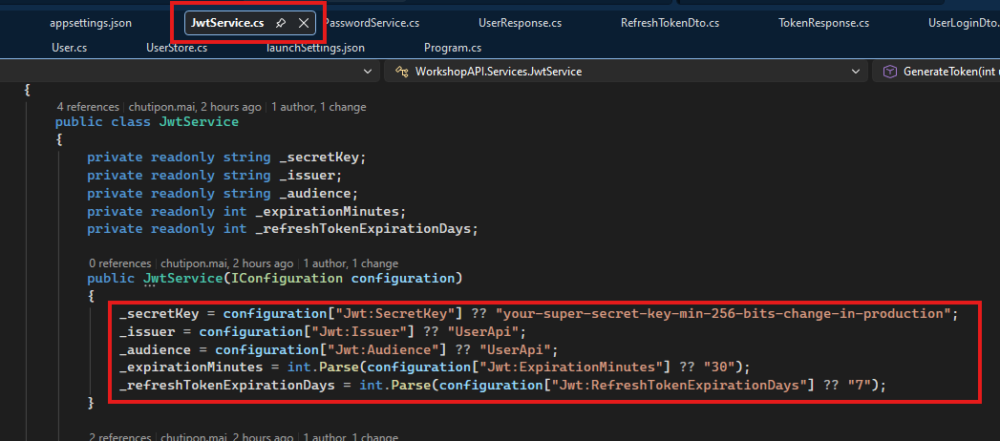 appsettings.json JwtService.cs PasswordService.cs UserResponse.cs RefreshTokenDto.cs TokenResponse.cs UserLoginDto.
User.cs UserStore.cs launchSettings.json Program.cs
WorkshopAPI.Services.JwtService GenerateToken(int u
{
4 references | chutipon.mai, 2 hours ago | 1 author, 1 change
public class JwtService
{
private readonly string _secretKey;
private readonly string _issuer;
private readonly string _audience;
private readonly int _expirationMinutes;
private readonly int _refreshTokenExpirationDays;
0 references | chutipon.mai, 2 hours ago | 1 author, 1 change
public JwtService(IConfiguration configuration)
{
_secretKey = configuration["Jwt:SecretKey"] ?? "your-super-secret-key-min-256-bits-change-in-production";
_issuer = configuration["Jwt:Issuer"] ?? "UserApi";
_audience = configuration["Jwt:Audience"] ?? "UserApi";
_expirationMinutes = int.Parse(configuration["Jwt:ExpirationMinutes"] ?? "30");
_refreshTokenExpirationDays = int.Parse(configuration["Jwt:RefreshTokenExpirationDays"] ?? "7");
}
2 references | chutipon.mai, 2 hours ago | 1 author, 1 change